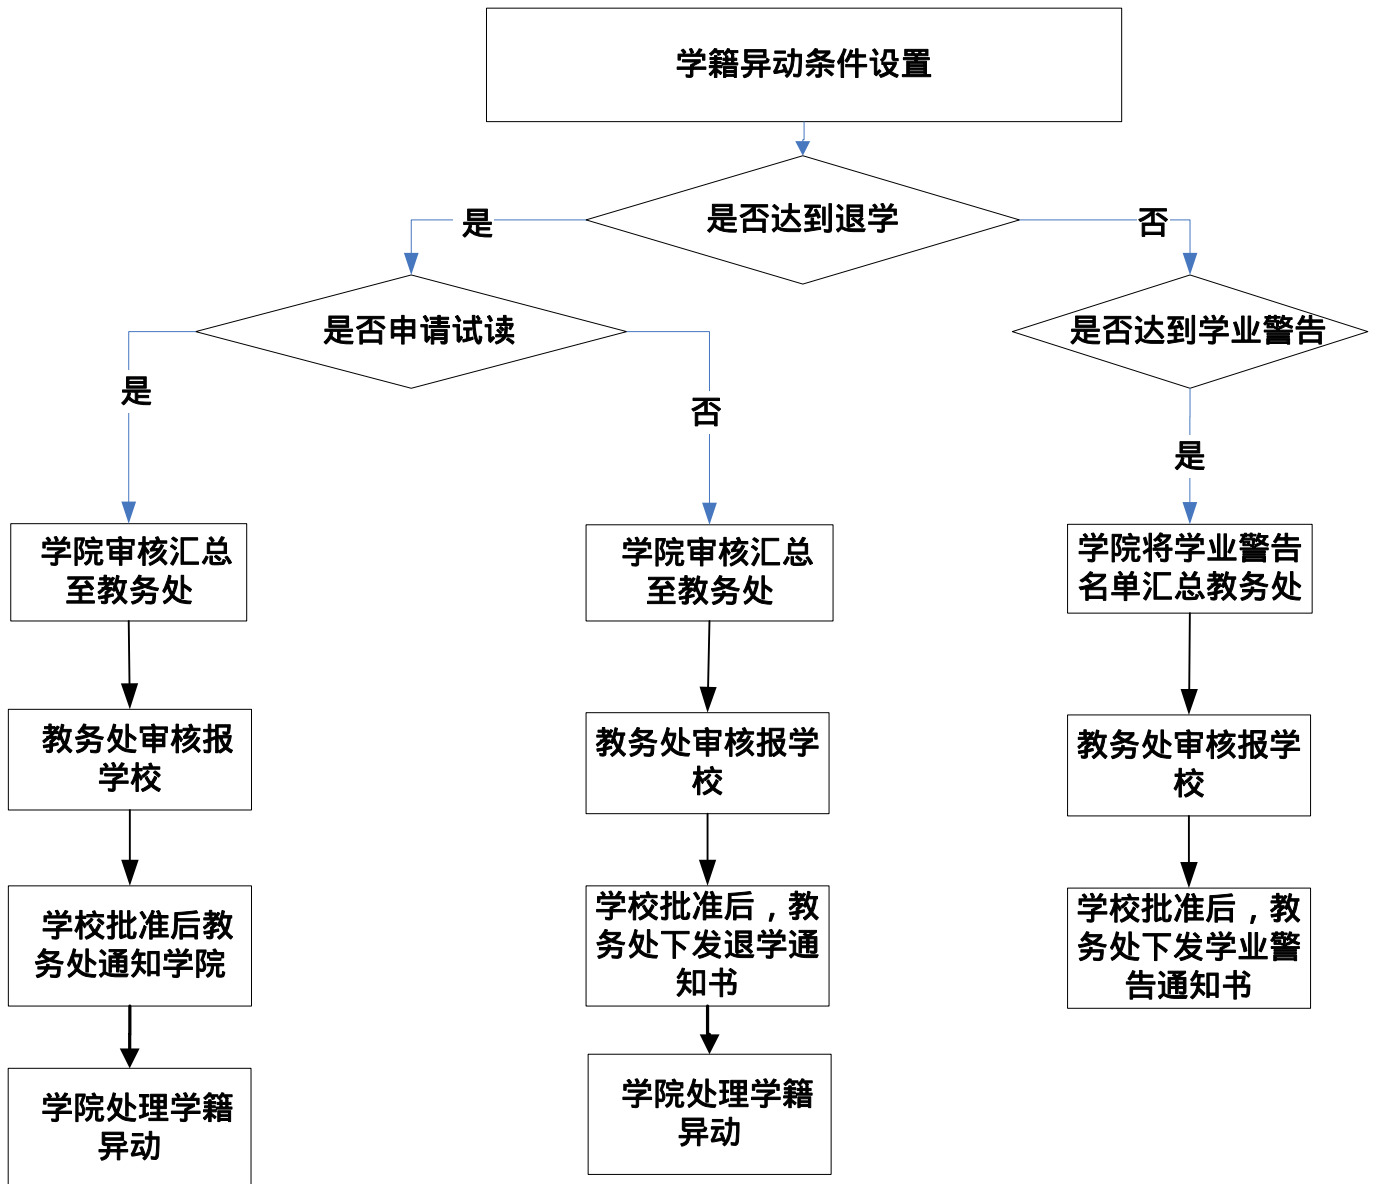 学籍异动条件设置
是否达到退学
是
否
是否申请试读
是否达到学业警告
是
否
是
学院审核汇总
至教务处
学院审核汇总
至教务处
学院将学业警告
名单汇总教务处
教务处审核报
学校
教务处审核报学
校
教务处审核报学
校
学校批准后教
务处通知学院
学校批准后，教
务处下发退学通
知书
学校批准后，教
务处下发学业警
告通知书
学院处理学籍
异动
学院处理学籍
异动